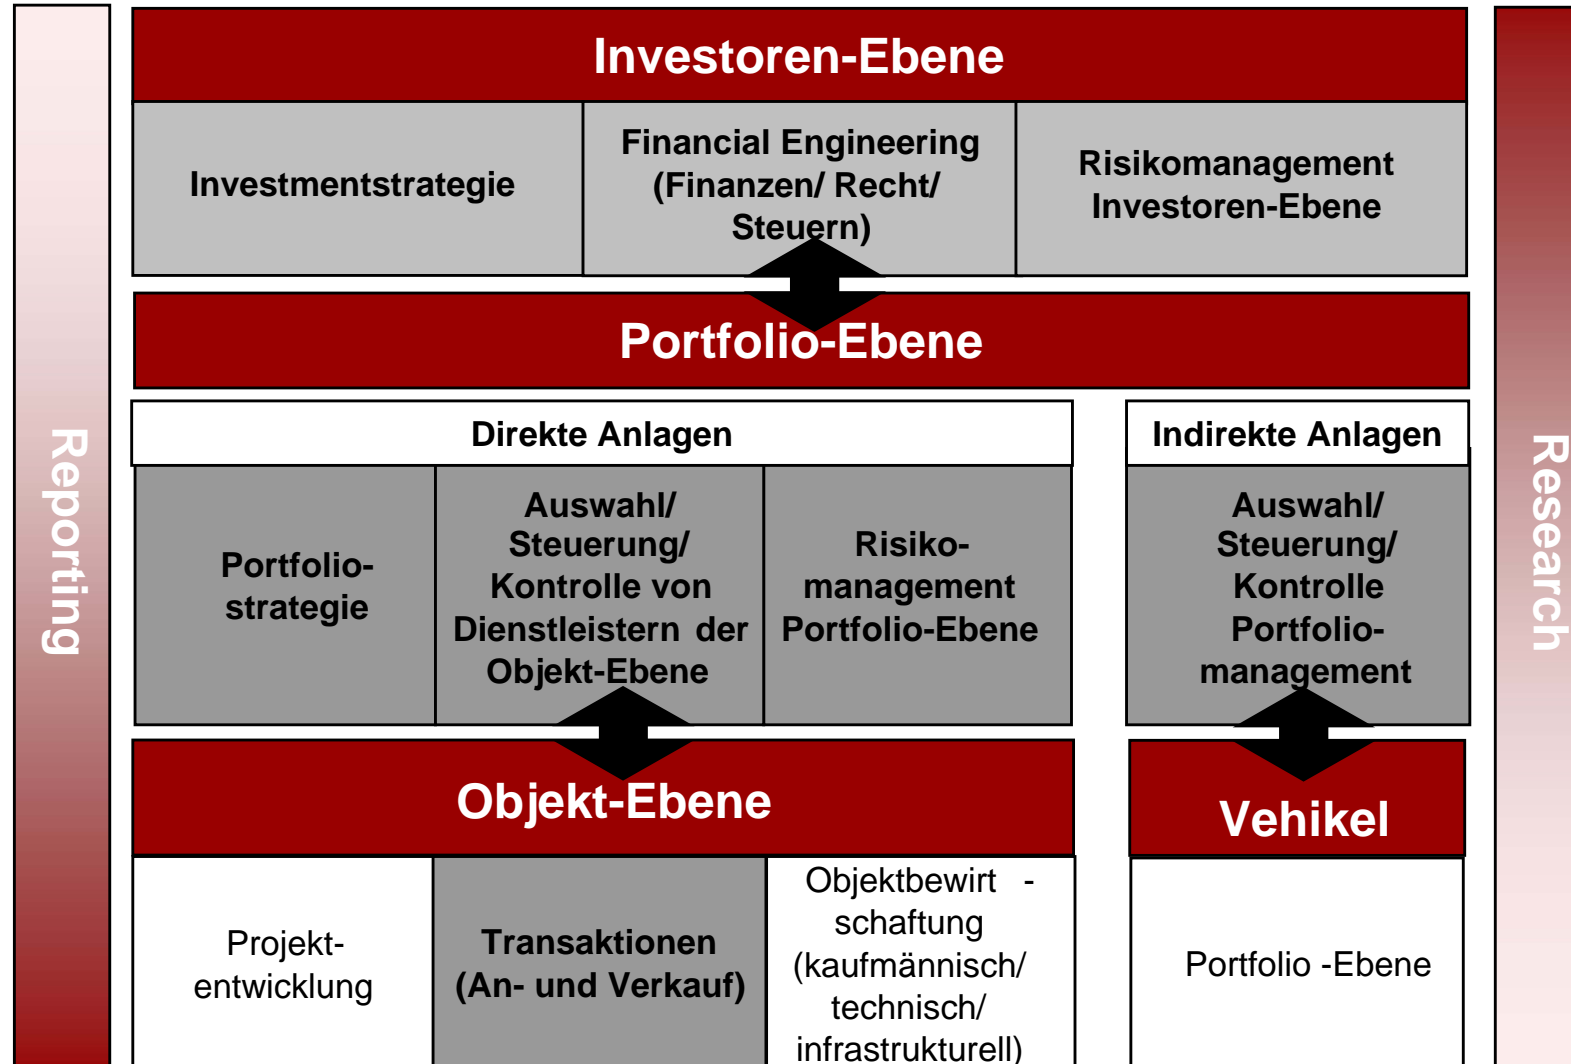 Reporting
Investoren-Ebene
Investmentstrategie
Financial Engineering
(Finanzen/ Recht/
Steuern)
Risikomanagement
Investoren-Ebene
Portfolio-Ebene
Direkte Anlagen
Portfolio-
strategie
Auswahl/
Steuerung/
Kontrolle von
Dienstleistern der
Objekt-Ebene
Risiko-
management
Portfolio-Ebene
Indirekte Anlagen
Auswahl/
Steuerung/
Kontrolle
Portfolio-
management
Objekt-Ebene
Projekt-
entwicklung
Transaktionen
(An- und Verkauf)
Objektbewirt -
schaftung
(kaufmännisch/
technisch/
infrastrukturell)
Vehikel
Portfolio -Ebene
Research